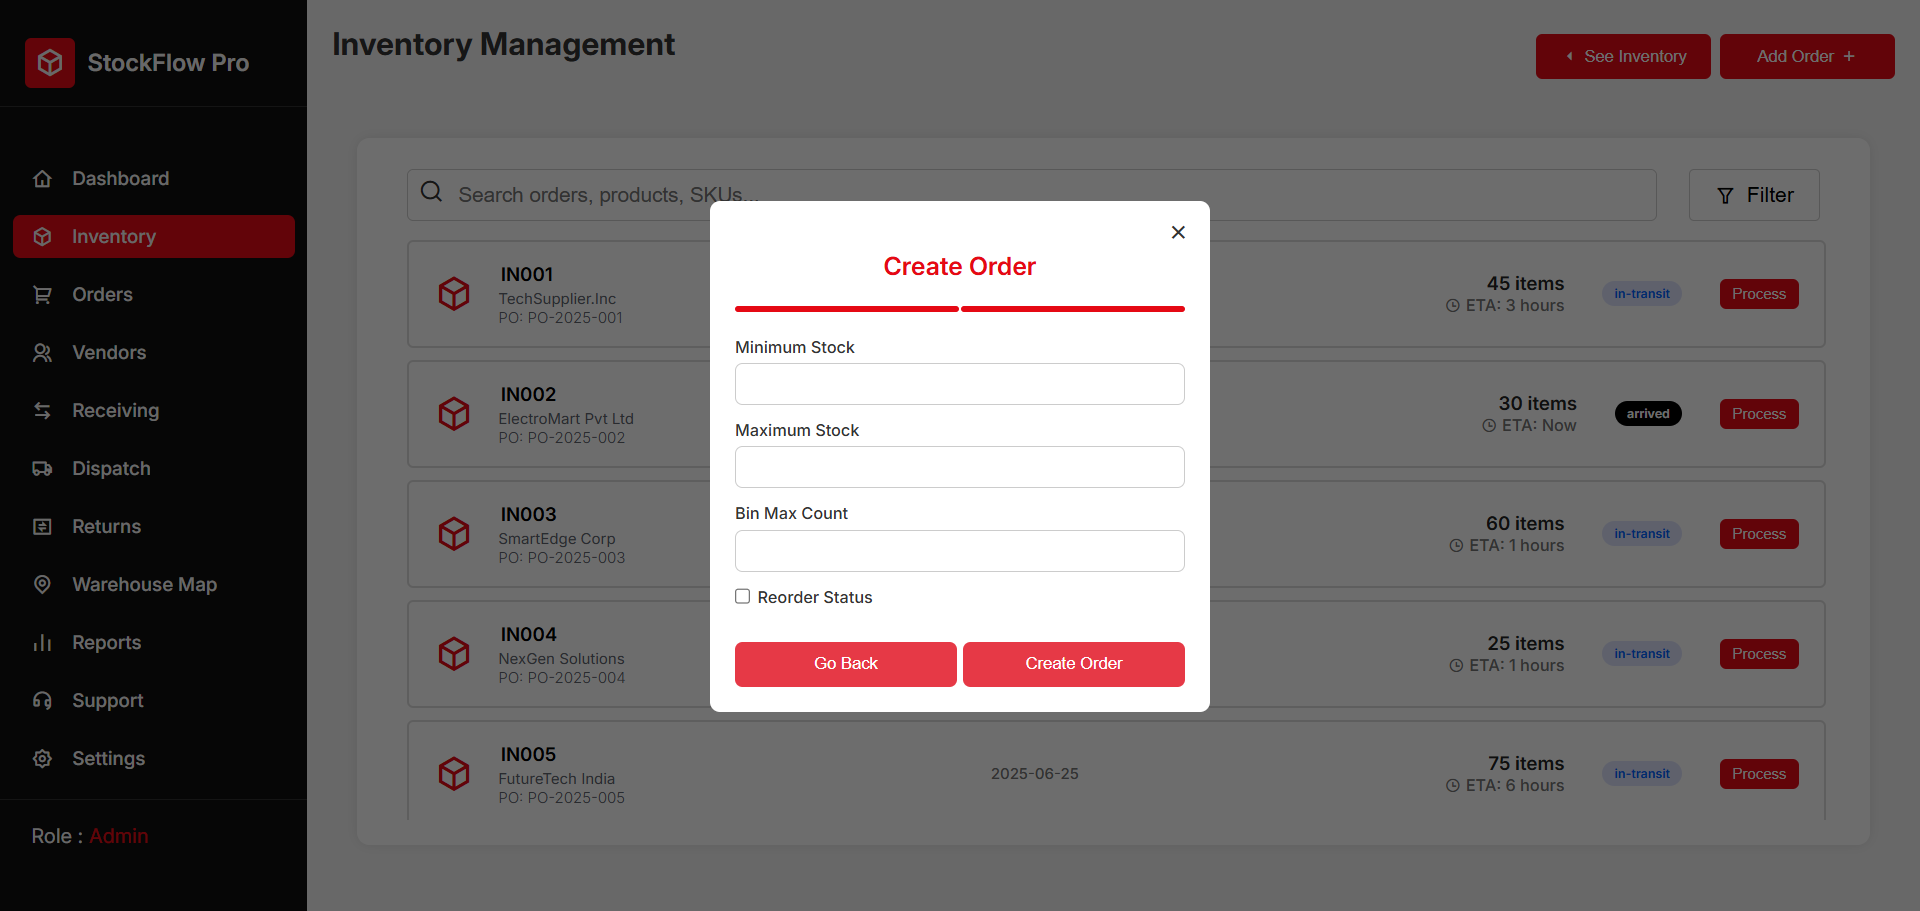 StockFlow Pro
Dashboard
Inventory
Orders
Vendors
Receiving
Dispatch
Returns
Warehouse Map
Reports
Support
Settings
Role : Admin
Inventory Management
See Inventory
Add Order +
Search orders, products, SKUs...
Filter
IN001
TechSupplier.Inc
PO: PO-2025-001
45 items
ETA: 3 hours
in-transit
Process
IN002
ElectroMart Pvt Ltd
PO: PO-2025-002
30 items
ETA: Now
arrived
Process
IN003
SmartEdge Corp
PO: PO-2025-003
60 items
ETA: 1 hours
in-transit
Process
IN004
NexGen Solutions
PO: PO-2025-004
25 items
ETA: 1 hours
in-transit
Process
IN005
FutureTech India
PO: PO-2025-005
2025-06-25
75 items
ETA: 6 hours
in-transit
Process
Create Order
Minimum Stock
Maximum Stock
Bin Max Count
Reorder Status
Go Back
Create Order